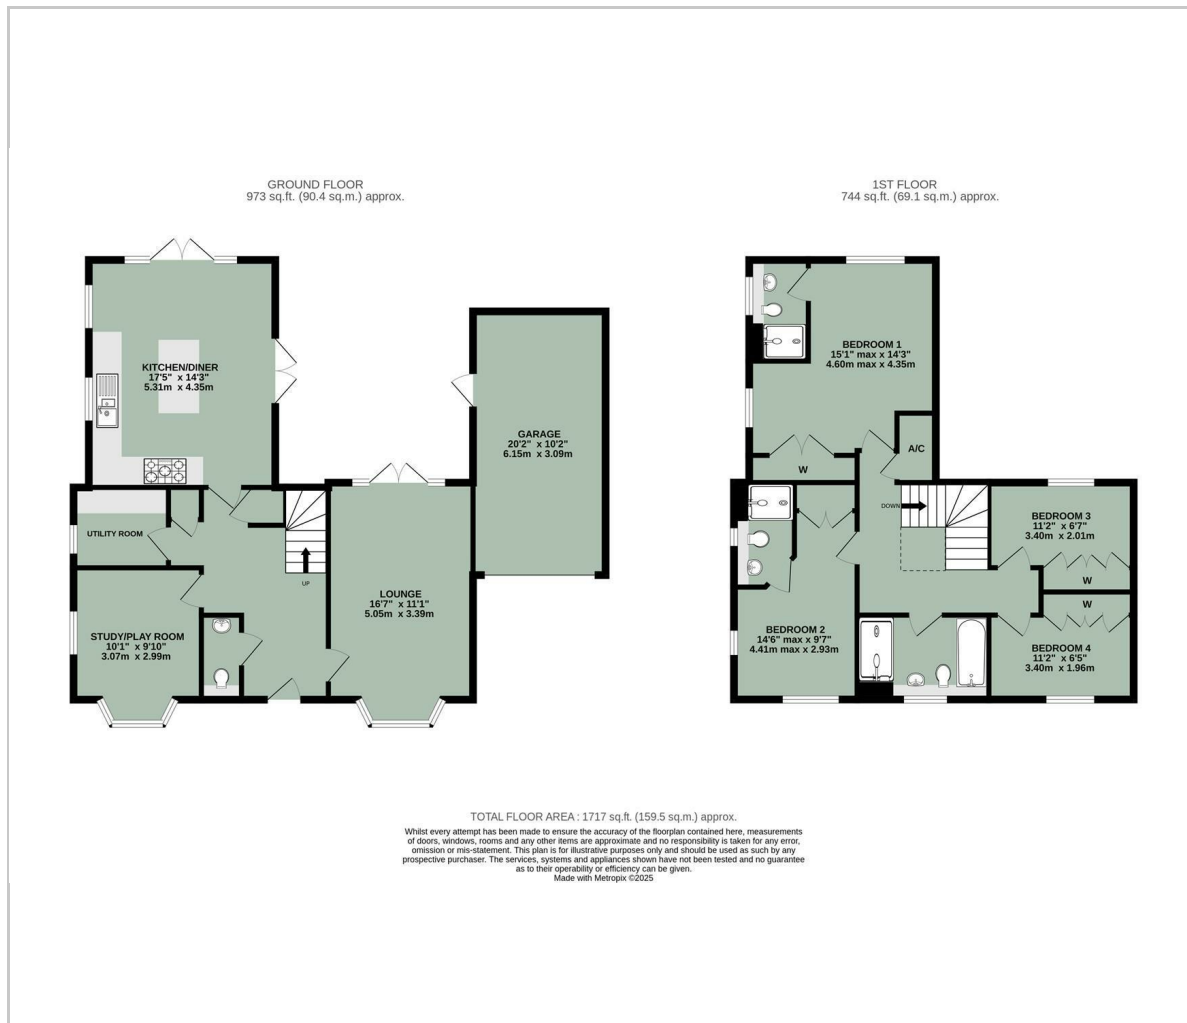 GROUND FLOOR
973 sq.ft. (90.4 sq.m.) approx.
KITCHEN/DINER
17'5" x 14'3"
5.31m x 4.35m
GARAGE
20'2" x 10'2"
6.15m x 3.09m
UTILITY ROOM
UP
LOUNGE
16'7" x 11'1"
5.05m x 3.39m
STUDY/PLAY ROOM
10'1" x 9'10"
3.07m x 2.99m
1ST FLOOR
744 sq.ft. (69.1 sq.m.) approx.
BEDROOM 1
15'1" max x 14'3"
4.60m max x 4.35m
A/C
W
DOWN
BEDROOM 3
11'2" x 6'7"
3.40m x 2.01m
W
W
BEDROOM 2
14'6" max x 9'7"
4.41m max x 2.93m
BEDROOM 4
11'2" x 6'5"
3.40m x 1.96m
TOTAL FLOOR AREA : 1717 sq.ft. (159.5 sq.m.) approx.
Whilst every attempt has been made to ensure the accuracy of the floorplan contained here, measurements
of doors, windows, rooms and any other items are approximate and no responsibility is taken for any error,
omission or mis-statement. This plan is for illustrative purposes only and should be used as such by any
prospective purchaser. The services, systems and appliances shown have not been tested and no guarantee
as to their operability or efficiency can be given.
Made with Metropix ©2025